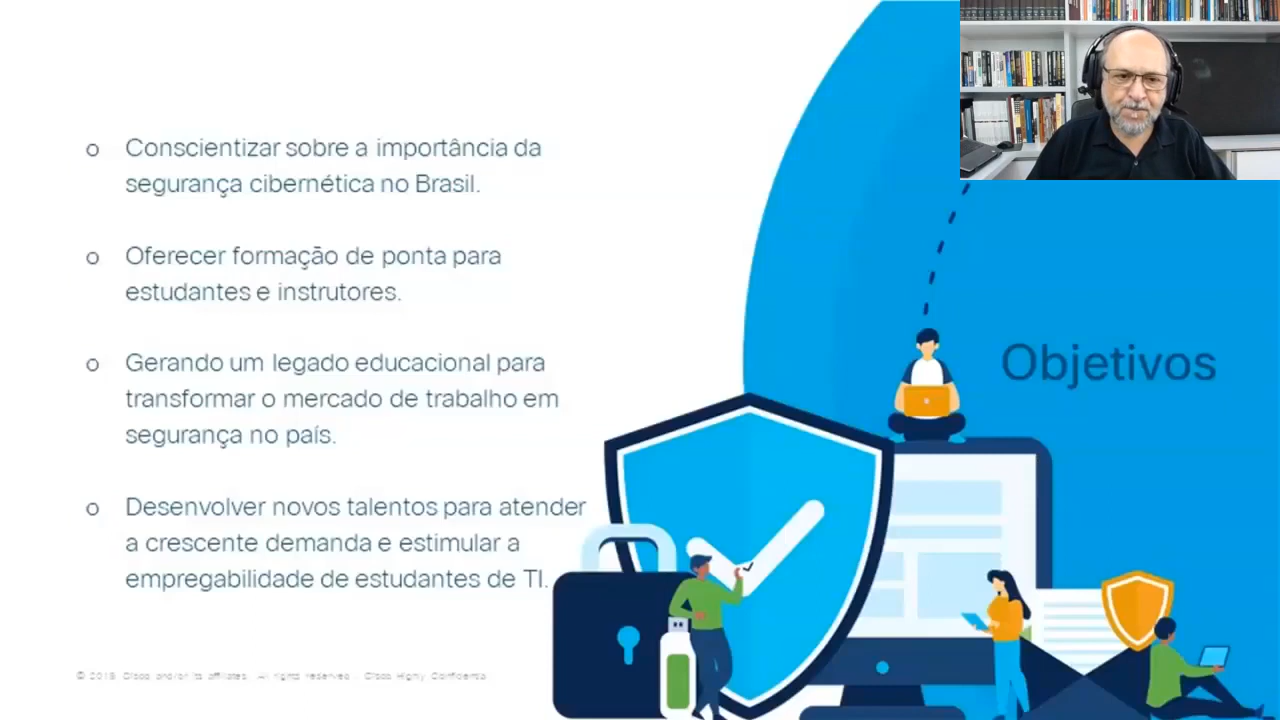 o Conscientizar sobre a importância da
segurança cibernética no Brasil.
o Oferecer formação de ponta para
estudantes e instrutores.
o Gerando um legado educacional para
transformar o mercado de trabalho em
segurança no país.
o Desenvolver novos talentos para atender
a crescente demanda e estimular a
empregabilidade de estudantes de TI.
Objetivos
© 2018 Cisco and/or its affiliates. All rights reserved. Cisco Highly Confidential